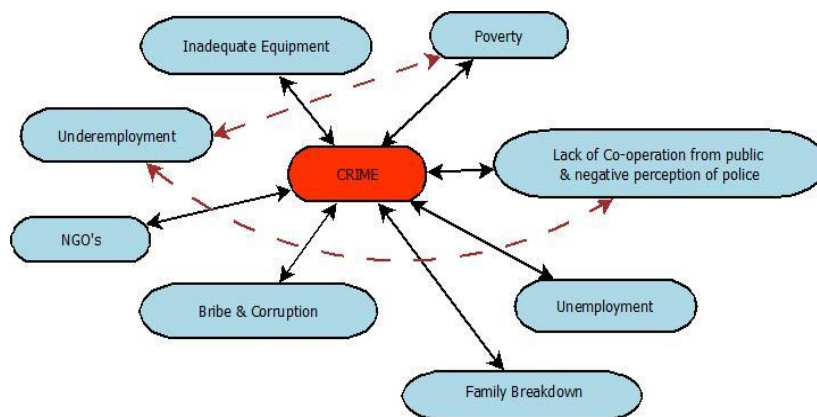 Inadequate Equipment
Poverty
Underemployment
CRIME
Lack of Co-operation from public
& negative perception of police
NGO's
Bribe & Corruption
Unemployment
Family Breakdown